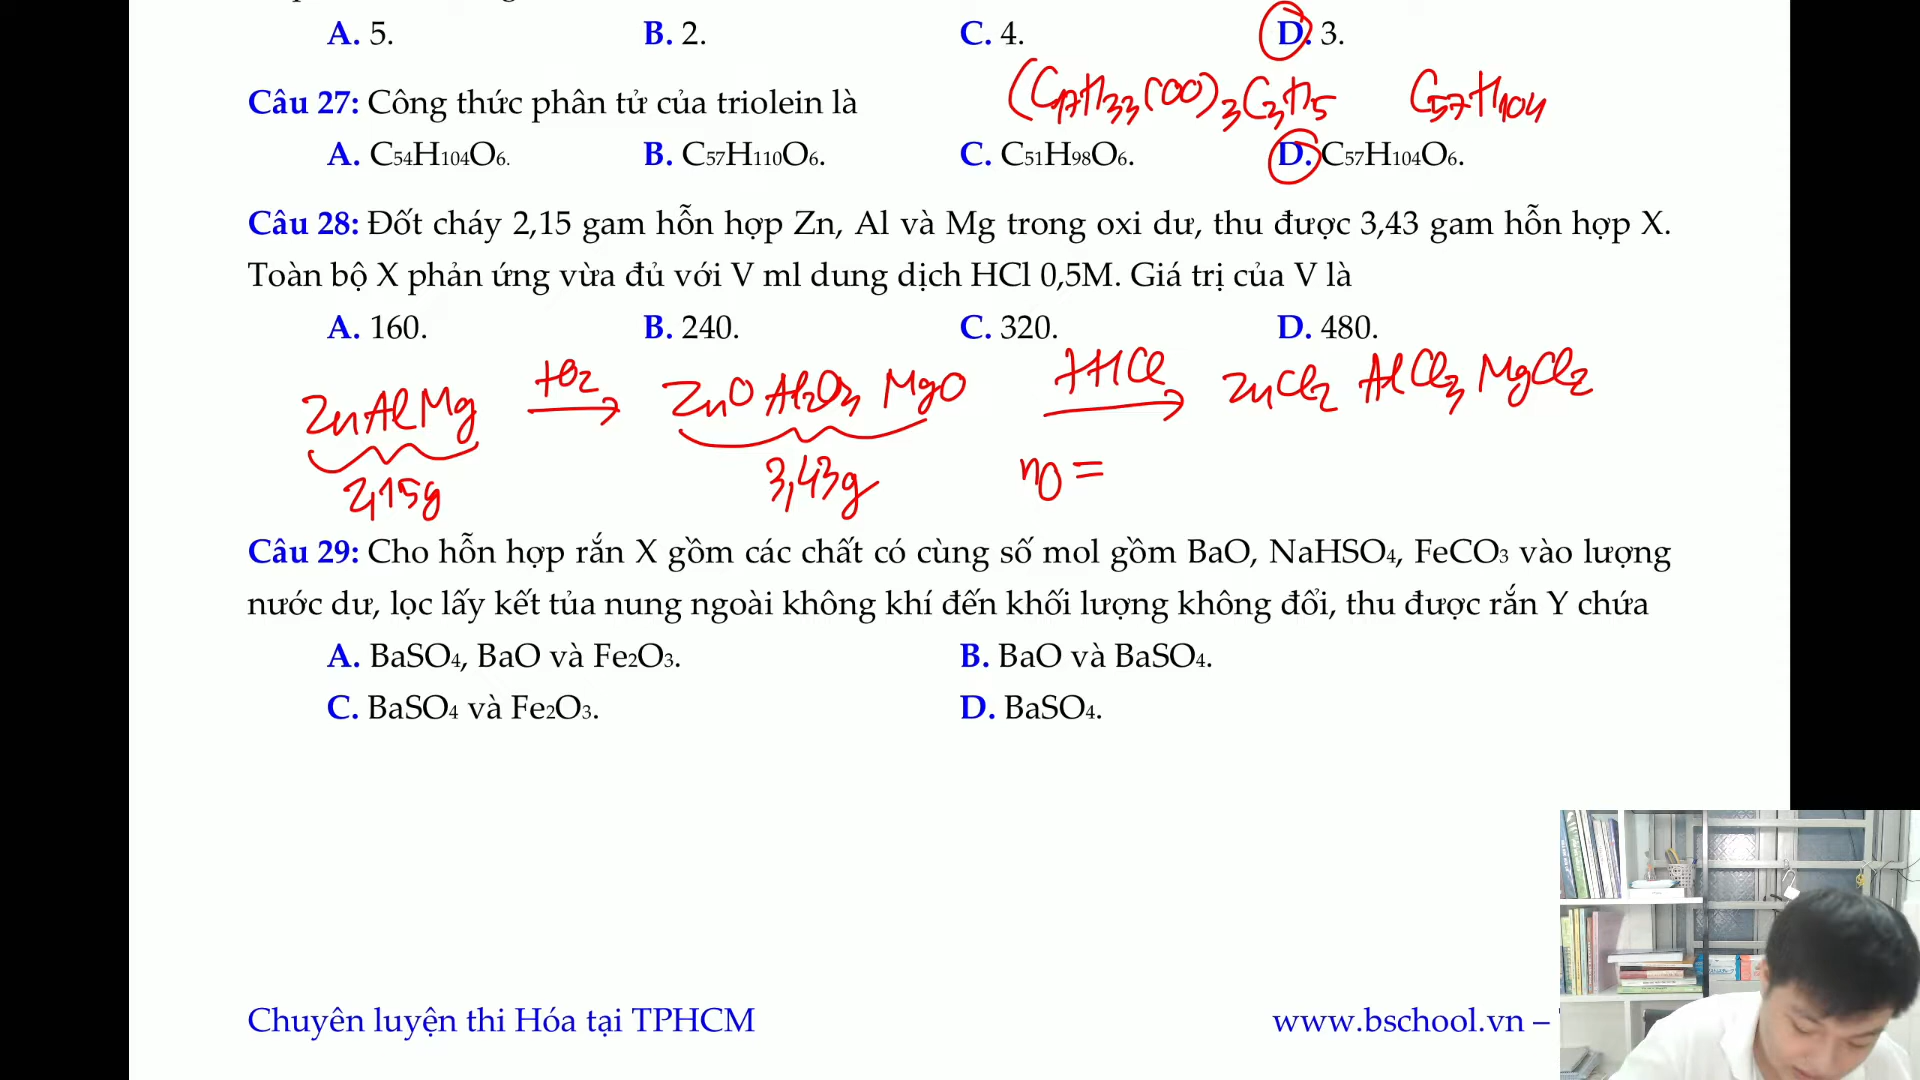 A. 5. B. 2. C. 4. D. 3.
Câu 27: Công thức phân tử của triolein là (C17H33COO)3C3H5 C57H104
A. C54H104O6. B. C57H110O6. C. C51H98O6. D. C57H104O6.
Câu 28: Đốt cháy 2,15 gam hỗn hợp Zn, Al và Mg trong oxi dư, thu được 3,43 gam hỗn hợp X.
Toàn bộ X phản ứng vừa đủ với V ml dung dịch HCl 0,5M. Giá trị của V là
A. 160. B. 240. C. 320. D. 480.
Zn Al Mg +O2 ZnO Al2O3 MgO +HCl ZnCl2 AlCl3 MgCl2
2,15g 3,43g nO =
Câu 29: Cho hỗn hợp rắn X gồm các chất có cùng số mol gồm BaO, NaHSO4, FeCO3 vào lượng
nước dư, lọc lấy kết tủa nung ngoài không khí đến khối lượng không đổi, thu được rắn Y chứa
A. BaSO4, BaO và Fe2O3. B. BaO và BaSO4.
C. BaSO4 và Fe2O3. D. BaSO4.
Chuyên luyện thi Hóa tại TPHCM www.bschool.vn –